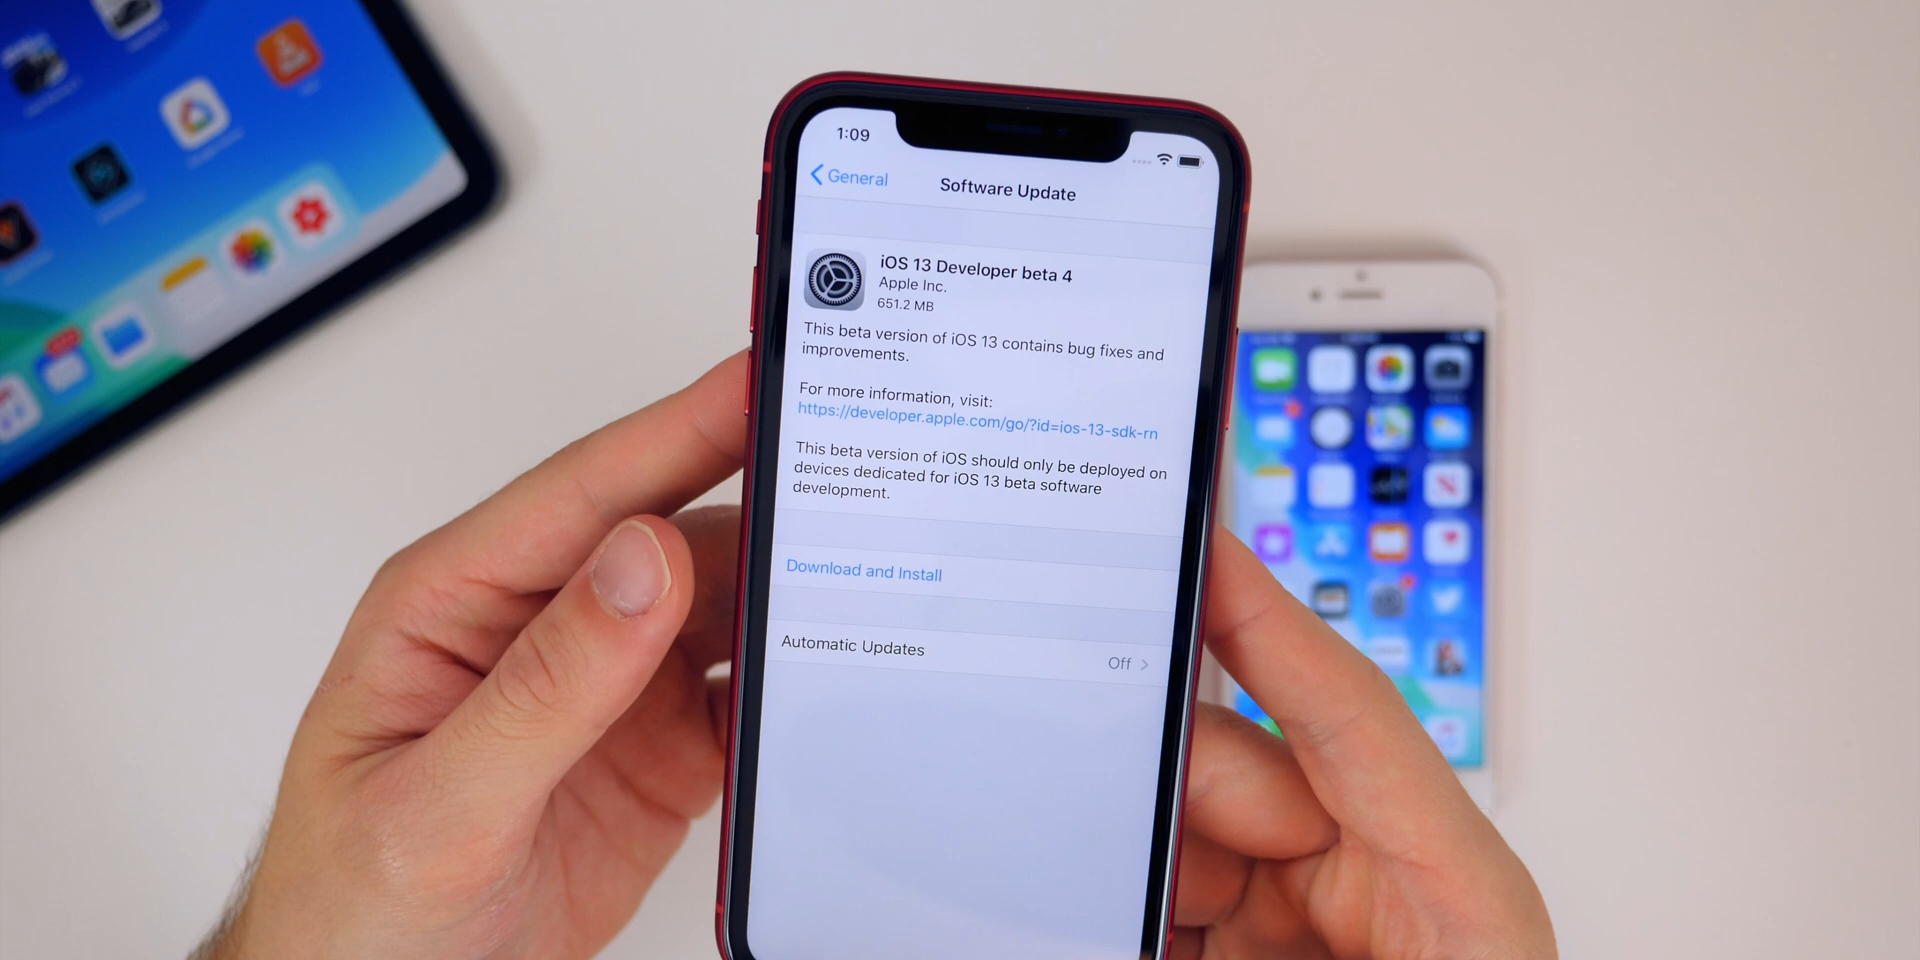 1:09
General
Software Update
iOS 13 Developer beta 4
Apple Inc.
651.2 MB
This beta version of iOS 13 contains bug fixes and
improvements.
For more information, visit:
https://developer.apple.com/go/?id=ios-13-sdk-rn
This beta version of iOS should only be deployed on
devices dedicated for iOS 13 beta software
development.
Download and Install
Automatic Updates
Off